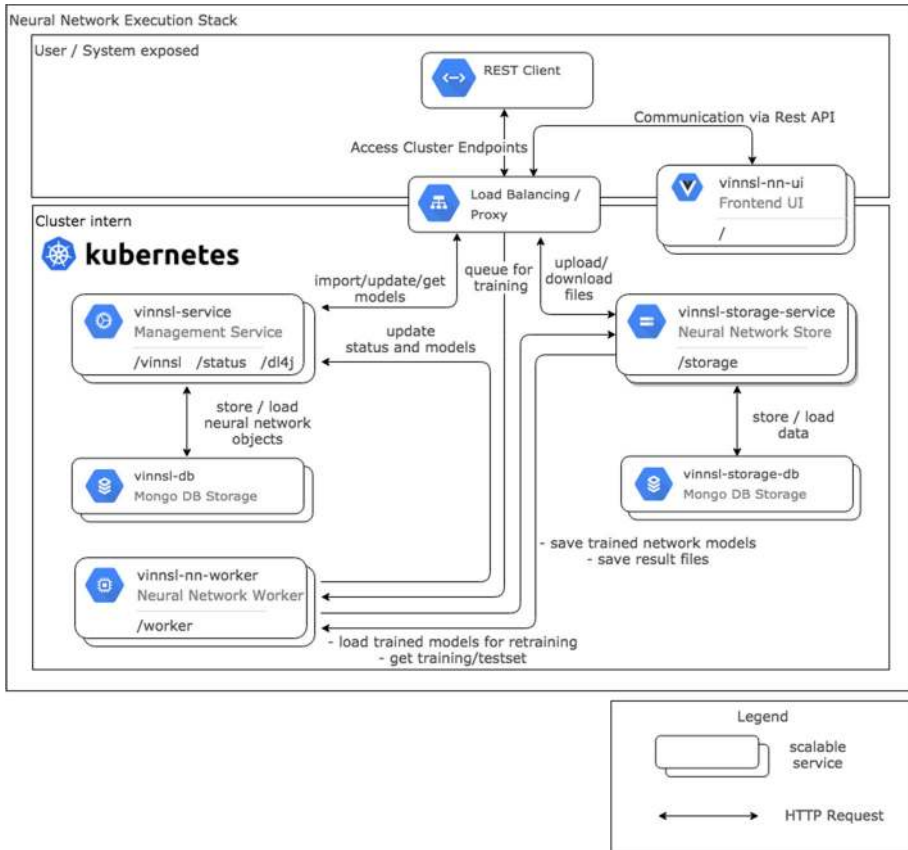 Neural Network Execution Stack
User / System exposed
REST Client
Communication via Rest API
Access Cluster Endpoints
vinnsl-nn-ui
Frontend UI
/
Load Balancing /
Proxy
Cluster intern
kubernetes
import/update/get
models
queue for
training
upload/
download
files
vinnsl-service
Management Service
/vinnsl /status /dl4j
update
status and models
vinnsl-storage-service
Neural Network Store
/storage
store / load
neural network
objects
store / load
data
vinnsl-db
Mongo DB Storage
vinnsl-storage-db
Mongo DB Storage
- save trained network models
- save result files
vinnsl-nn-worker
Neural Network Worker
/worker
- load trained models for retraining
- get training/testset
Legend
scalable
service
HTTP Request